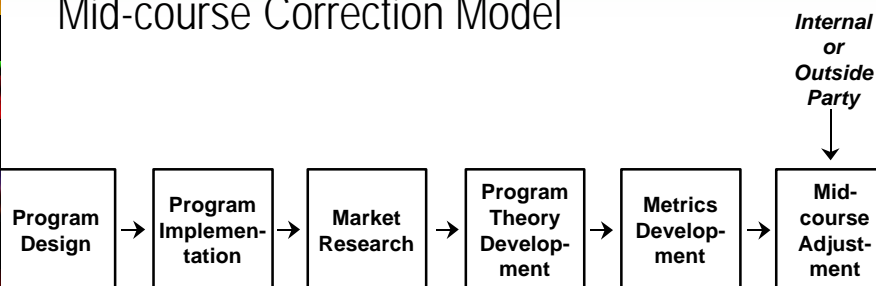 Mid-course Correction Model
Internal
or
Outside
Party
Program
Design
Program
Implemen-
tation
Market
Research
Program
Theory
Develop-
ment
Metrics
Develop-
ment
Mid-
course
Adjust-
ment